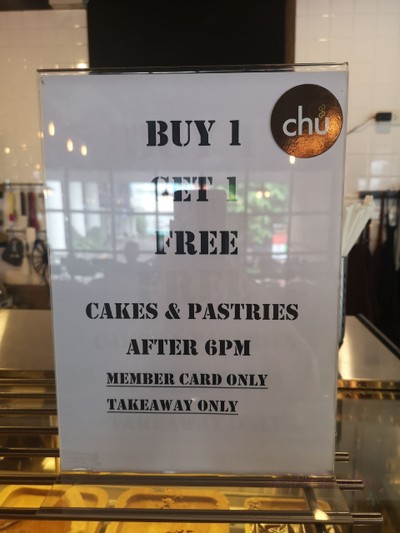 chu
BUY 1
GET 1
FREE
CAKES & PASTRIES
AFTER 6PM
MEMBER CARD ONLY
TAKEAWAY ONLY